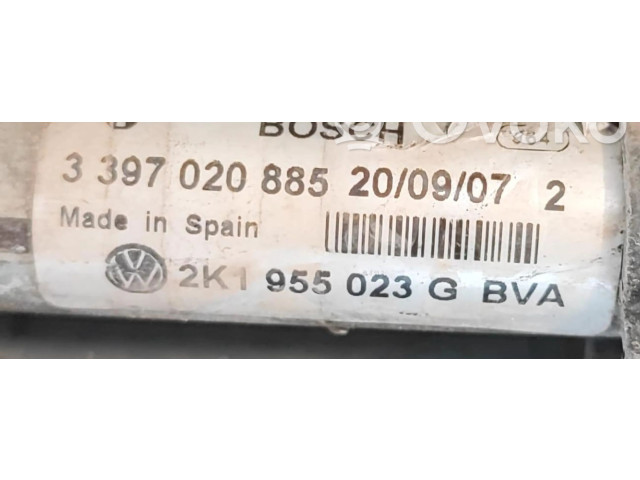 BOSCH
3 397 020 885 20/09/07 2
Made in Spain
2K1 955 023 G BVA